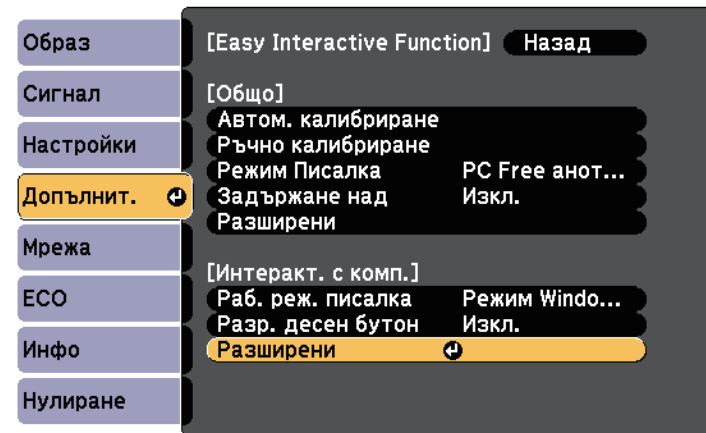 Образ
Сигнал
Настройки
Допълнит.
Мрежа
ECO
Инфо
Нулиране
[Easy Interactive Function] Назад
[Общо]
Автом. калибриране
Ръчно калибриране
Режим Писалка PC Free анот...
Задържане над Изкл.
Разширени
[Интеракт. с комп.]
Раб. реж. писалка Режим Windo...
Разр. десен бутон Изкл.
Разширени